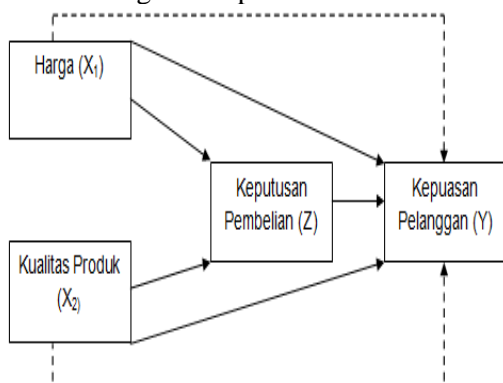 Harga (X₁)
Keputusan
Pembelian (Z)
Kepuasan
Pelanggan (Y)
Kualitas Produk
(X₂)